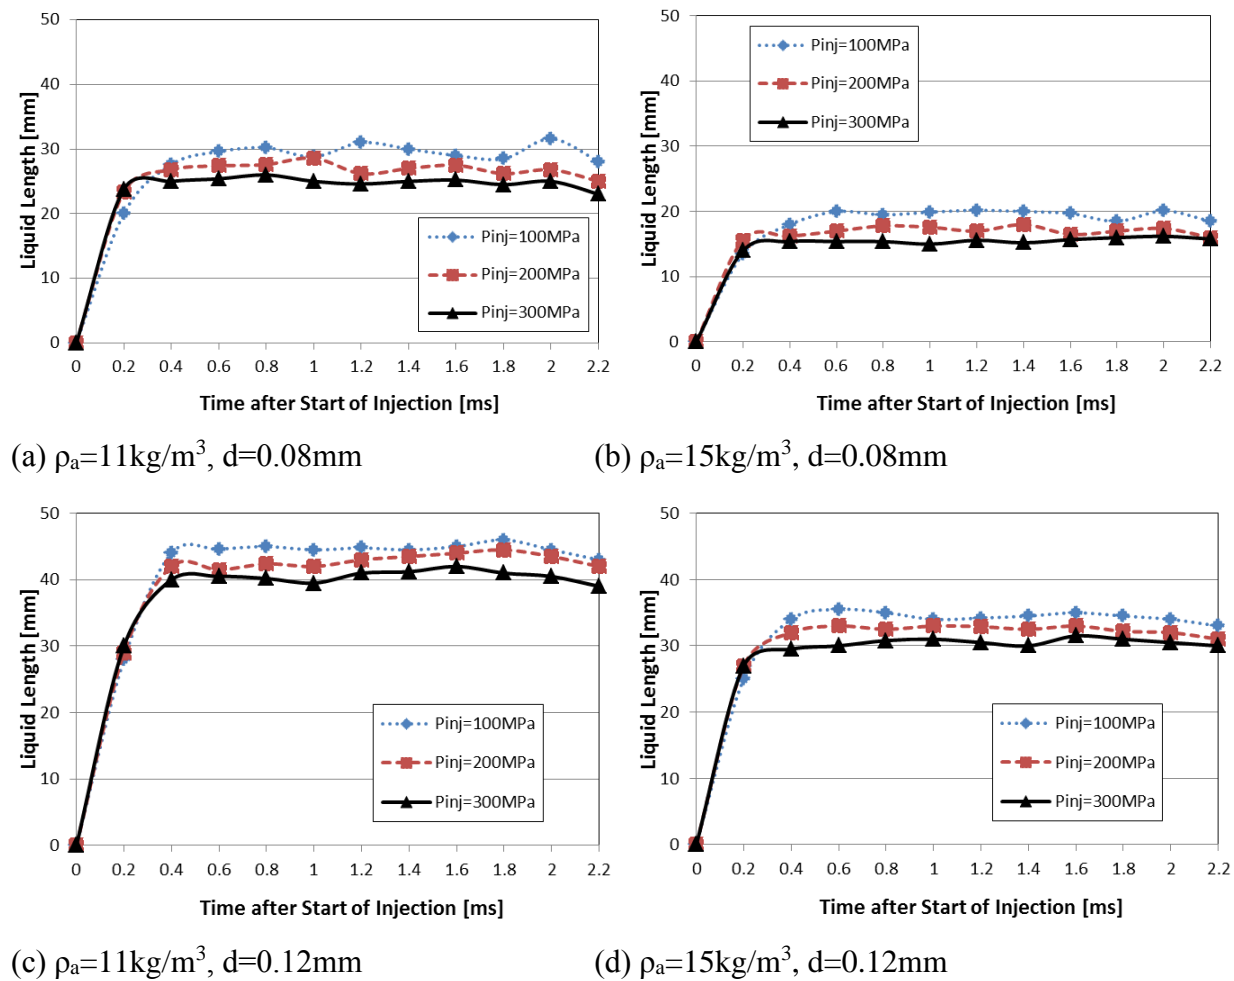 50
40
30
20
10
0
Liquid Length [mm]
Pinj=100MPa
Pinj=200MPa
Pinj=300MPa
0 0.2 0.4 0.6 0.8 1 1.2 1.4 1.6 1.8 2 2.2
Time after Start of Injection [ms]
(a) ρₐ=11kg/m³, d=0.08mm
50
40
30
20
10
0
Liquid Length [mm]
Pinj=100MPa
Pinj=200MPa
Pinj=300MPa
0 0.2 0.4 0.6 0.8 1 1.2 1.4 1.6 1.8 2 2.2
Time after Start of Injection [ms]
(b) ρₐ=15kg/m³, d=0.08mm
50
40
30
20
10
0
Liquid Length [mm]
Pinj=100MPa
Pinj=200MPa
Pinj=300MPa
0 0.2 0.4 0.6 0.8 1 1.2 1.4 1.6 1.8 2 2.2
Time after Start of Injection [ms]
(c) ρₐ=11kg/m³, d=0.12mm
50
40
30
20
10
0
Liquid Length [mm]
Pinj=100MPa
Pinj=200MPa
Pinj=300MPa
0 0.2 0.4 0.6 0.8 1 1.2 1.4 1.6 1.8 2 2.2
Time after Start of Injection [ms]
(d) ρₐ=15kg/m³, d=0.12mm